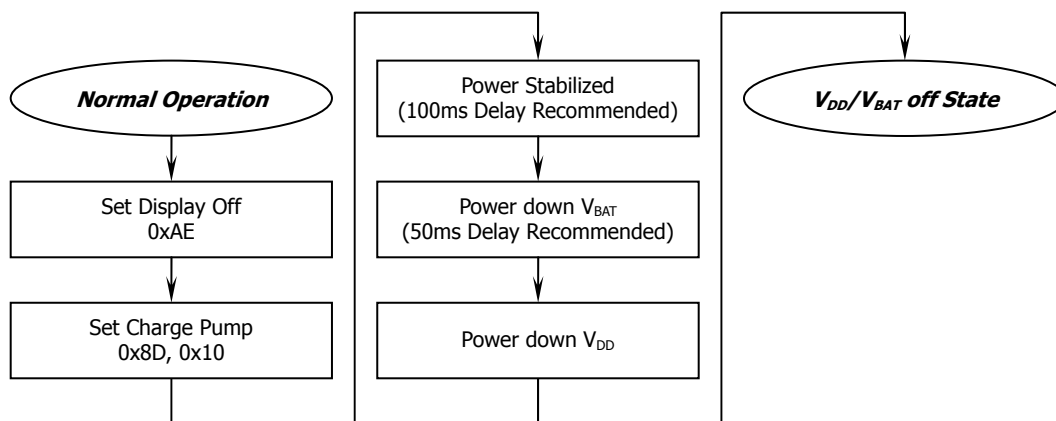 Normal Operation
Set Display Off
0xAE
Set Charge Pump
0x8D, 0x10
Power Stabilized
(100ms Delay Recommended)
Power down VBAT
(50ms Delay Recommended)
Power down VDD
VDD/VBAT off State